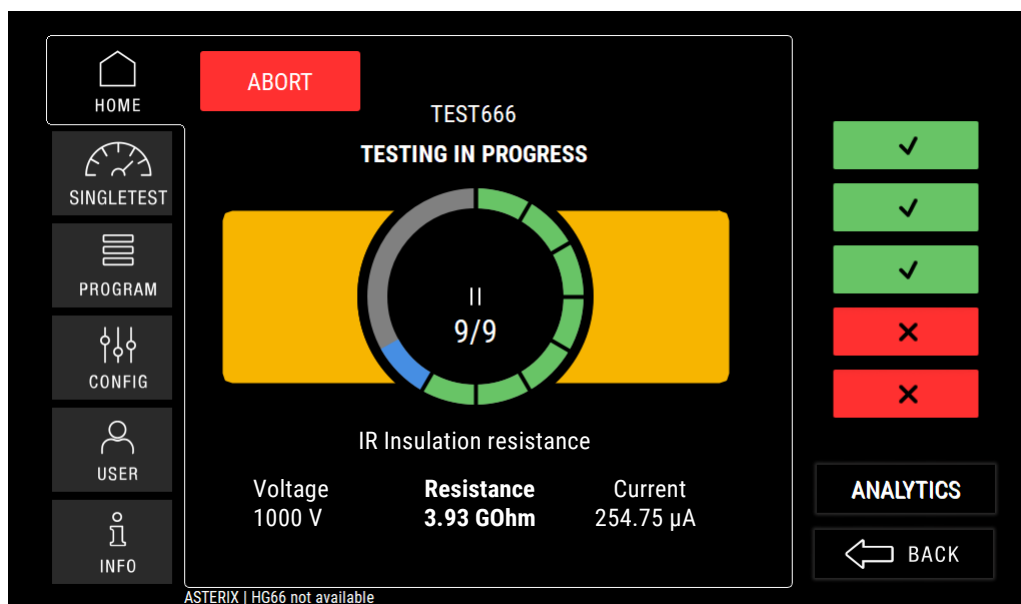 HOME
SINGLETEST
PROGRAM
CONFIG
USER
INFO
ABORT
TEST666
TESTING IN PROGRESS
9/9
IR Insulation resistance
Voltage
1000 V
Resistance
3.93 GOhm
Current
254.75 µA
ANALYTICS
BACK
ASTERIX | HG66 not available